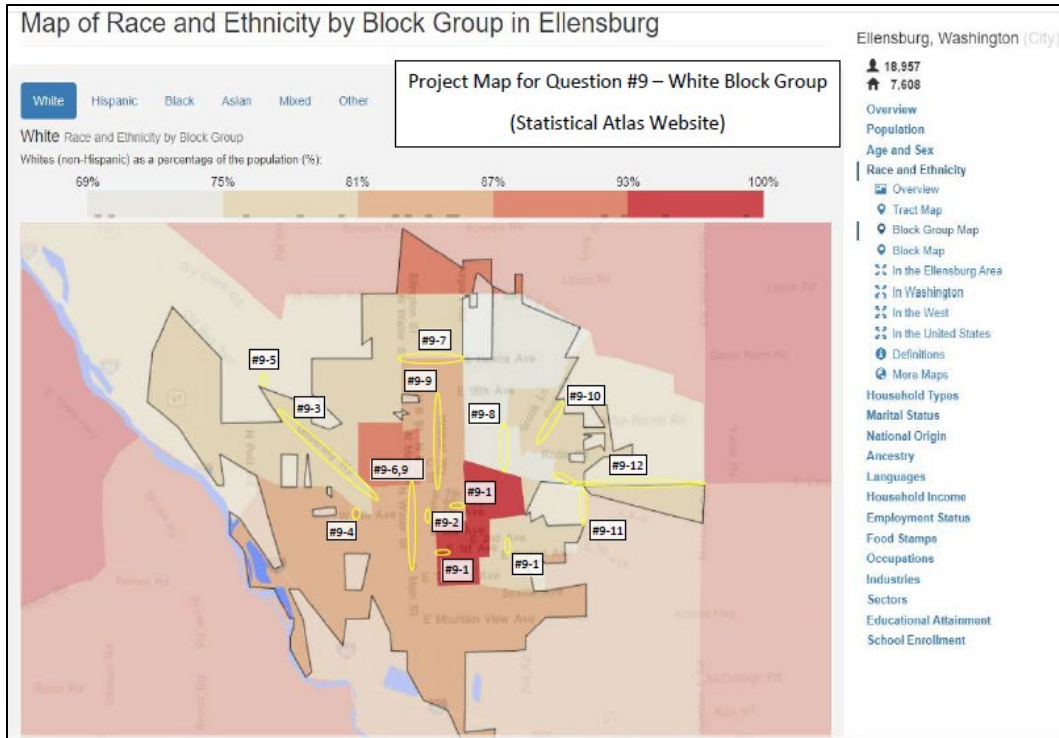 Map of Race and Ethnicity by Block Group in Ellensburg
Project Map for Question #9 – White Block Group
(Statistical Atlas Website)
White Hispanic Black Asian Mixed Other
White Race and Ethnicity by Block Group
Whites (non-Hispanic) as a percentage of the population (%):
69% 75% 81% 87% 93% 100%
97
#9-7
#9-5
#9-9
#9-3
#9-8
#9-10
#9-6,9
#9-12
#9-1
#9-2
#9-4
#9-11
#9-1
#9-1
N Water St
Main St
E Mountain View Ave
Ellensburg, Washington (City)
18,957
7,608
Overview
Population
Age and Sex
Race and Ethnicity
Overview
Tract Map
Block Group Map
Block Map
In the Ellensburg Area
In Washington
In the West
In the United States
Definitions
More Maps
Household Types
Marital Status
National Origin
Ancestry
Languages
Household Income
Employment Status
Food Stamps
Occupations
Industries
Sectors
Educational Attainment
School Enrollment